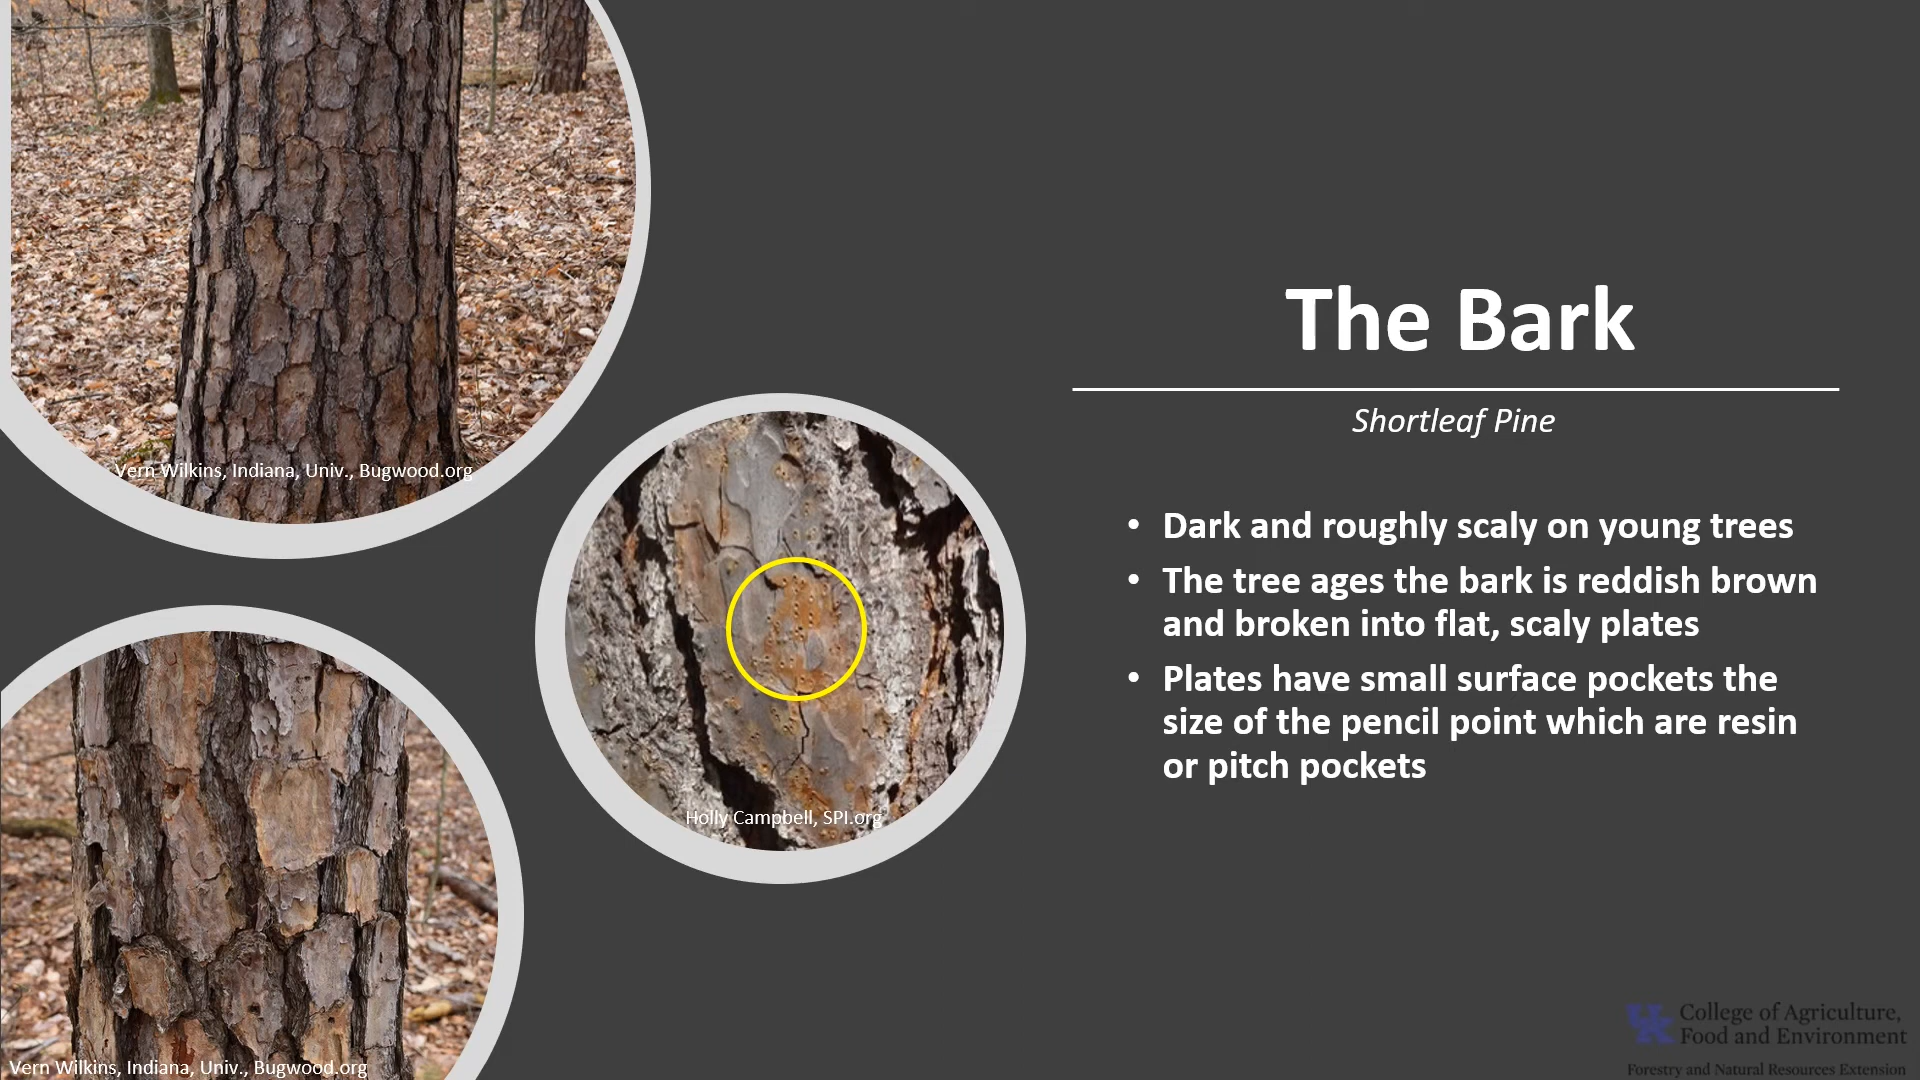 The Bark
Shortleaf Pine
• Dark and roughly scaly on young trees
• The tree ages the bark is reddish brown
and broken into flat, scaly plates
• Plates have small surface pockets the
size of the pencil point which are resin
or pitch pockets
Vern Wilkins, Indiana, Univ., Bugwood.org
Holly Campbell, SPI.org
Vern Wilkins, Indiana, Univ., Bugwood.org
UK College of Agriculture,
Food and Environment
Forestry and Natural Resources Extension